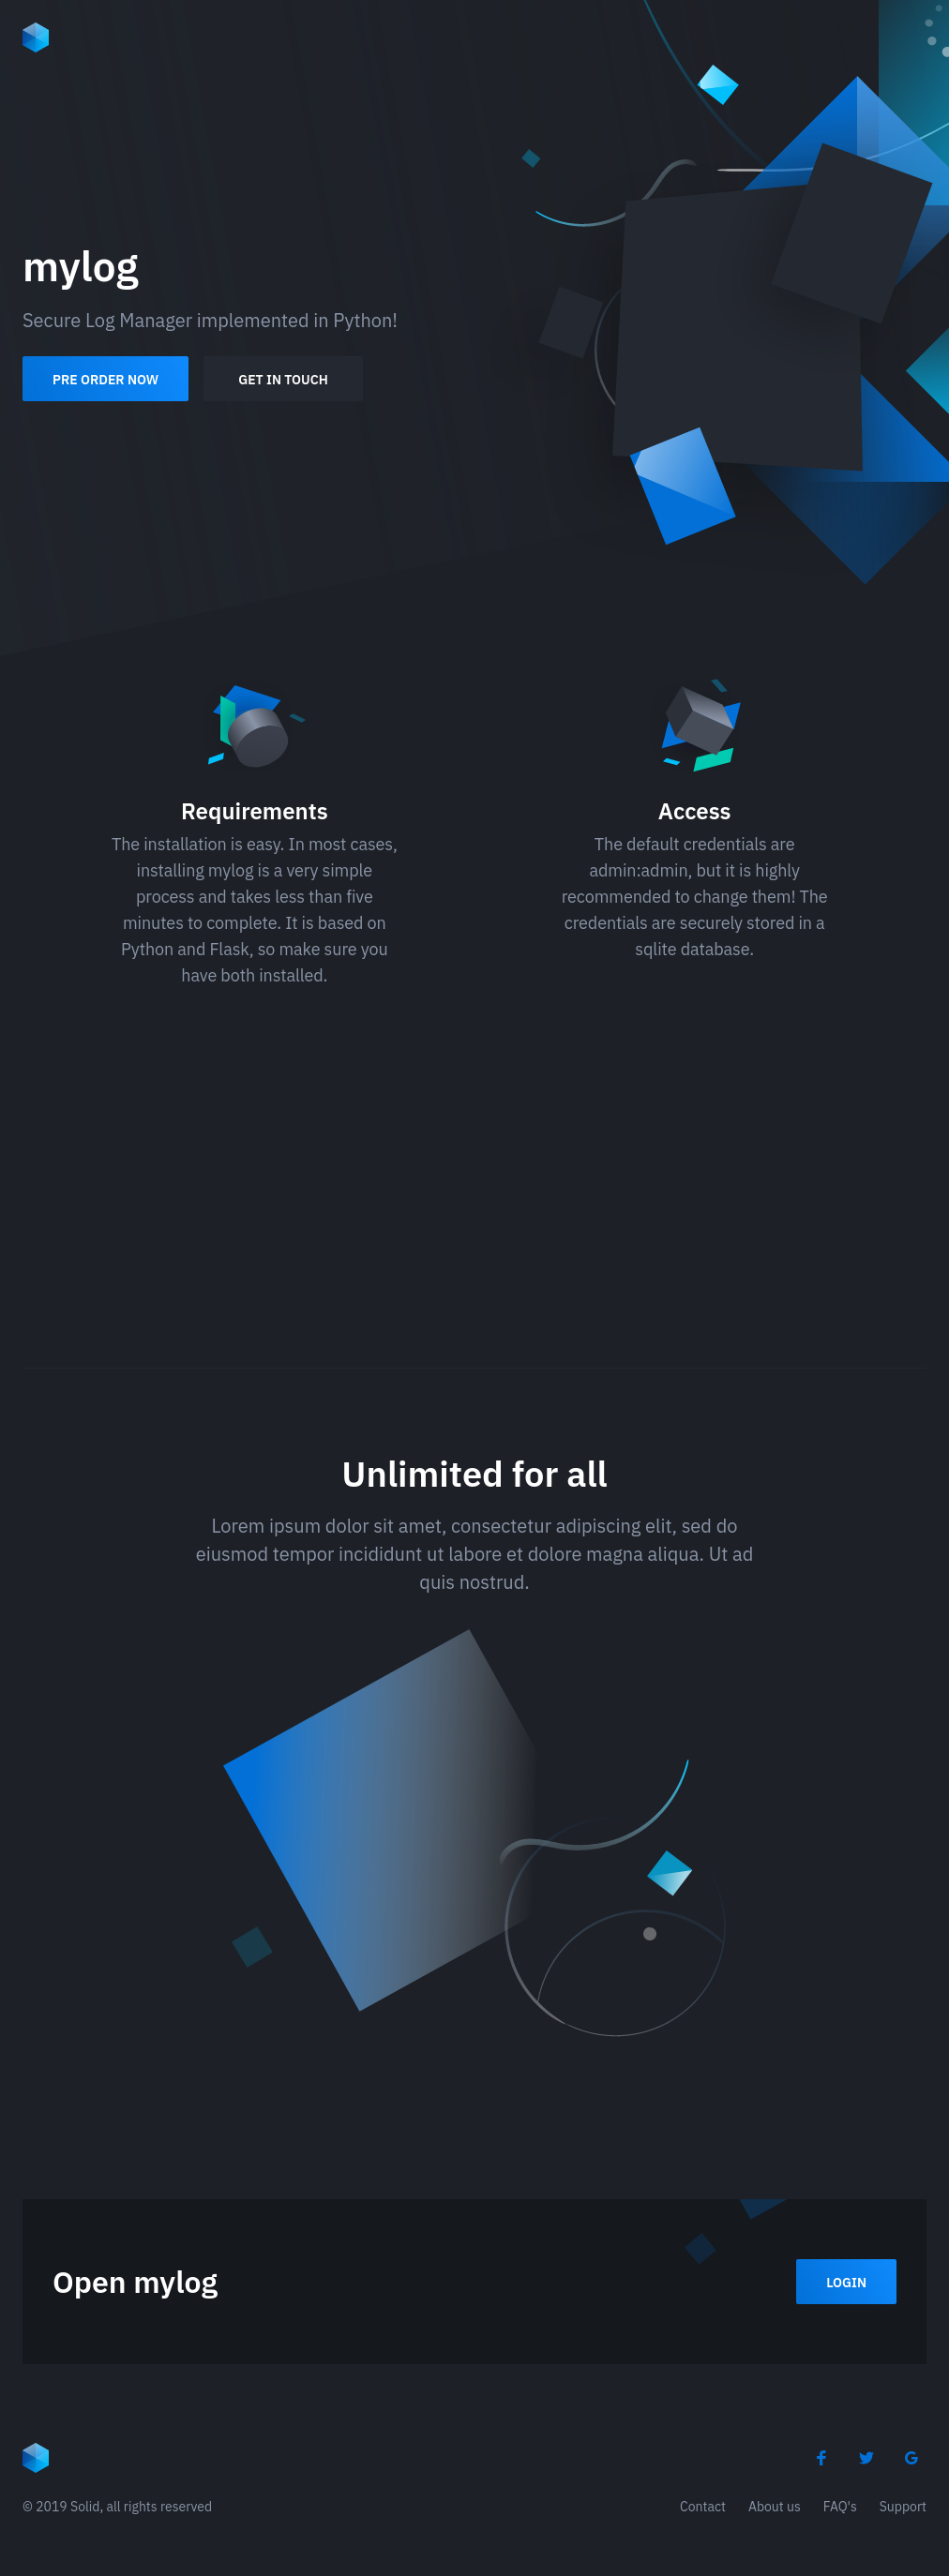 mylog
Secure Log Manager implemented in Python!
PRE ORDER NOW
GET IN TOUCH
Requirements
The installation is easy. In most cases,
installing mylog is a very simple
process and takes less than five
minutes to complete. It is based on
Python and Flask, so make sure you
have both installed.
Access
The default credentials are
admin:admin, but it is highly
recommended to change them! The
credentials are securely stored in a
sqlite database.
Unlimited for all
Lorem ipsum dolor sit amet, consectetur adipiscing elit, sed do
eiusmod tempor incididunt ut labore et dolore magna aliqua. Ut ad
quis nostrud.
Open mylog
LOGIN
© 2019 Solid, all rights reserved
Contact
About us
FAQ's
Support